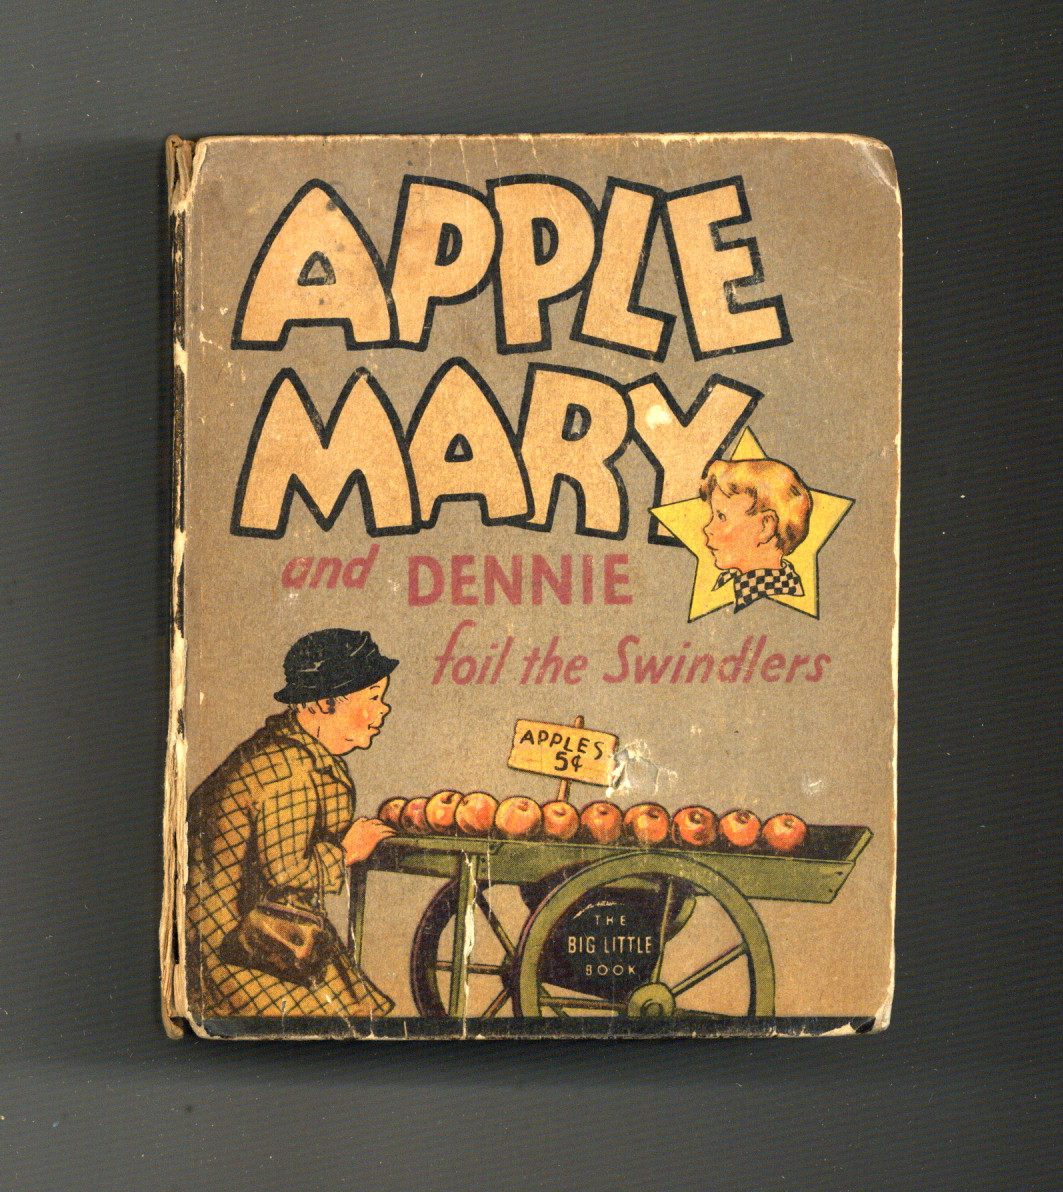 APPLE
MARY
and DENNIE
foil the Swindlers
APPLES
5¢
THE
BIG LITTLE
BOOK